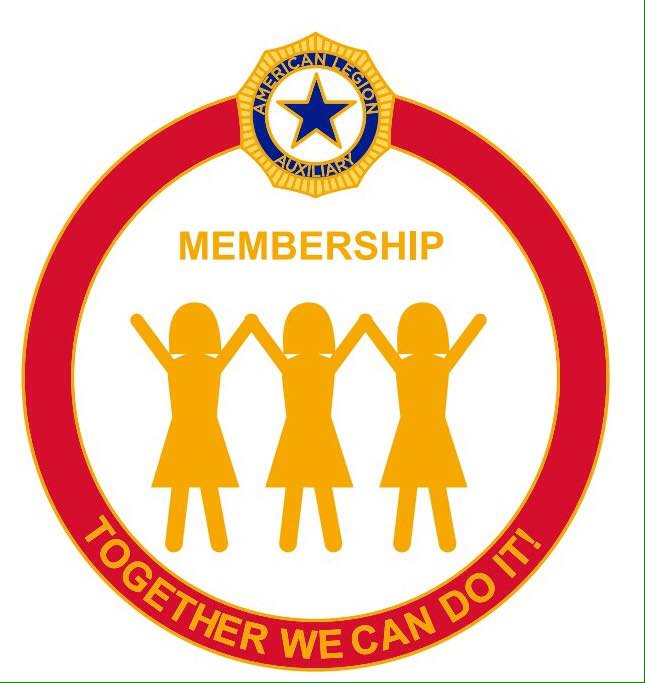 AMERICAN LEGION
AUXILIARY
MEMBERSHIP
TOGETHER WE CAN DO IT!